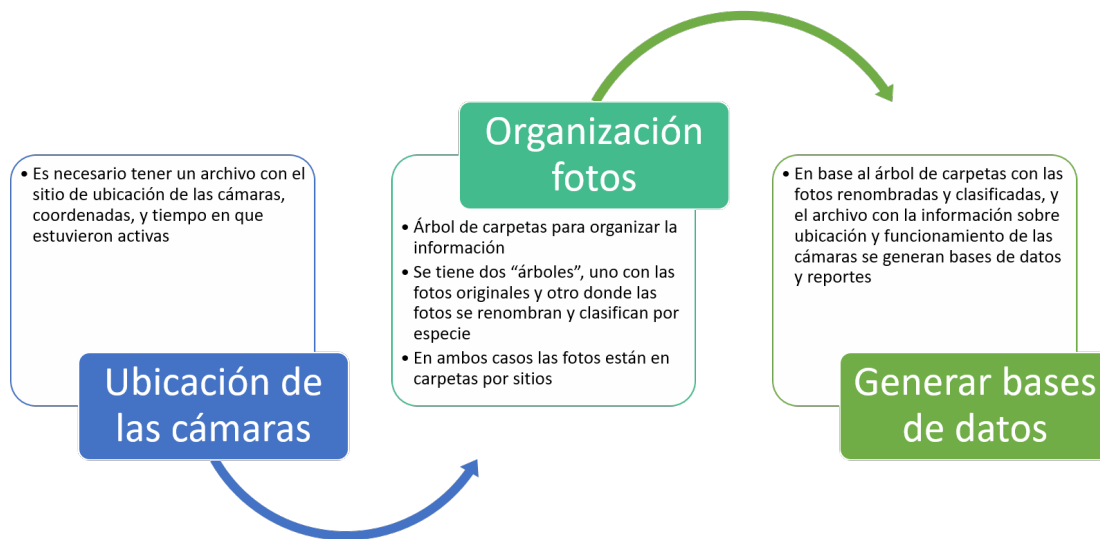 • Es necesario tener un archivo con el
sitio de ubicación de las cámaras,
coordenadas, y tiempo en que
estuvieron activas
Ubicación de
las cámaras
Organización
fotos
• Árbol de carpetas para organizar la
información
• Se tiene dos “árboles”, uno con las
fotos originales y otro donde las
fotos se renombran y clasifican por
especie
• En ambos casos las fotos están en
carpetas por sitios
• En base al árbol de carpetas con las
fotos renombradas y clasificadas, y
el archivo con la información sobre
ubicación y funcionamiento de las
cámaras se generan bases de datos
y reportes
Generar bases
de datos